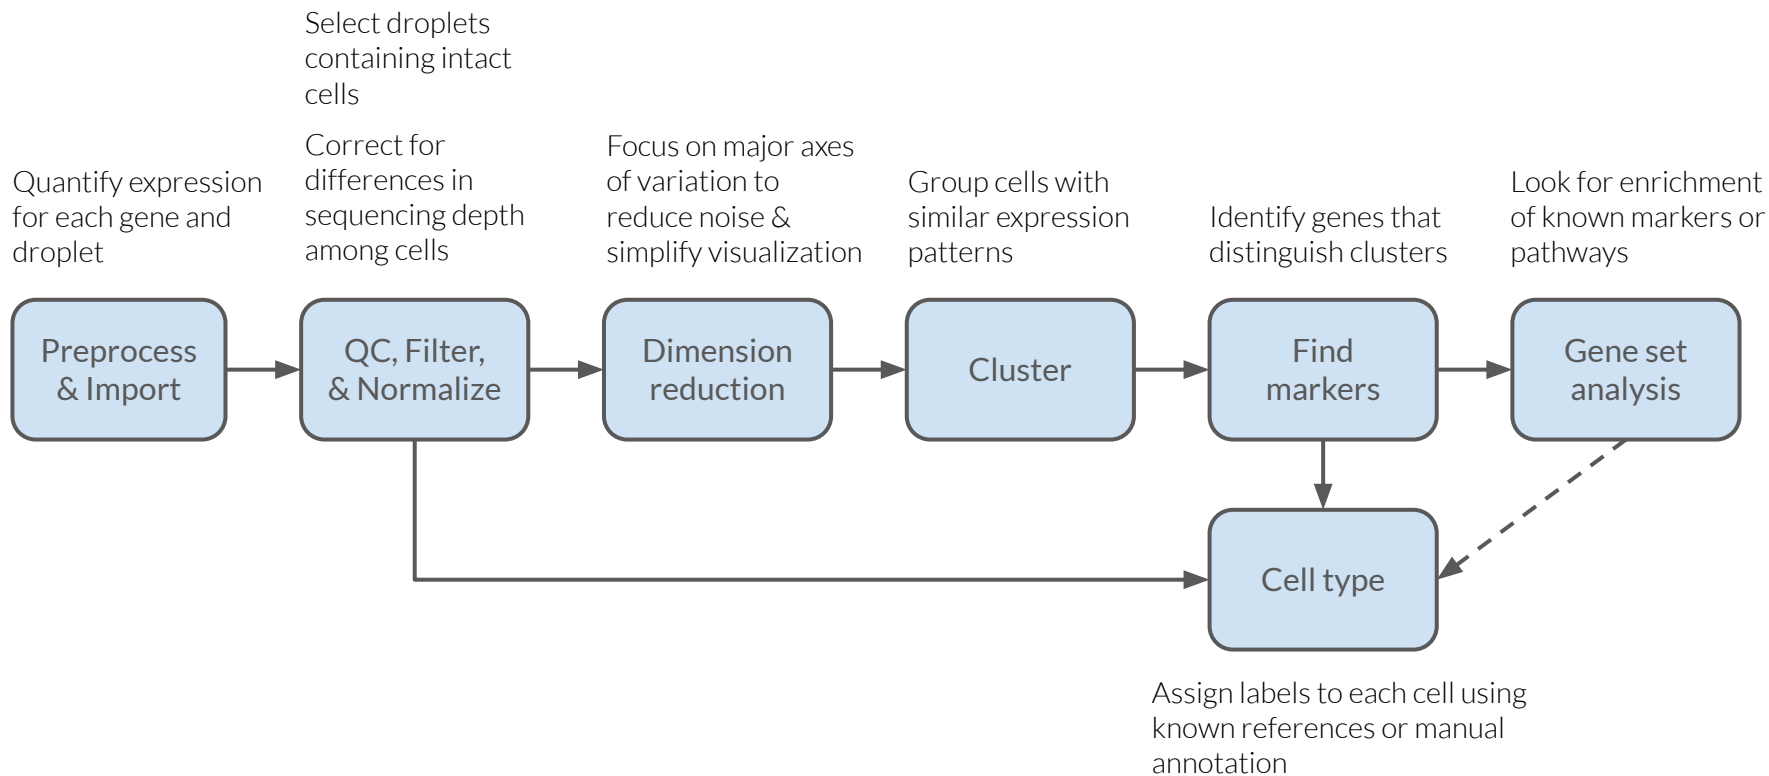 Select droplets
containing intact
cells
Correct for
differences in
sequencing depth
among cells
Quantify expression
for each gene and
droplet
Focus on major axes
of variation to
reduce noise &
simplify visualization
Group cells with
similar expression
patterns
Identify genes that
distinguish clusters
Look for enrichment
of known markers or
pathways
Preprocess
& Import
QC, Filter,
& Normalize
Dimension
reduction
Cluster
Find
markers
Gene set
analysis
Cell type
Assign labels to each cell using
known references or manual
annotation